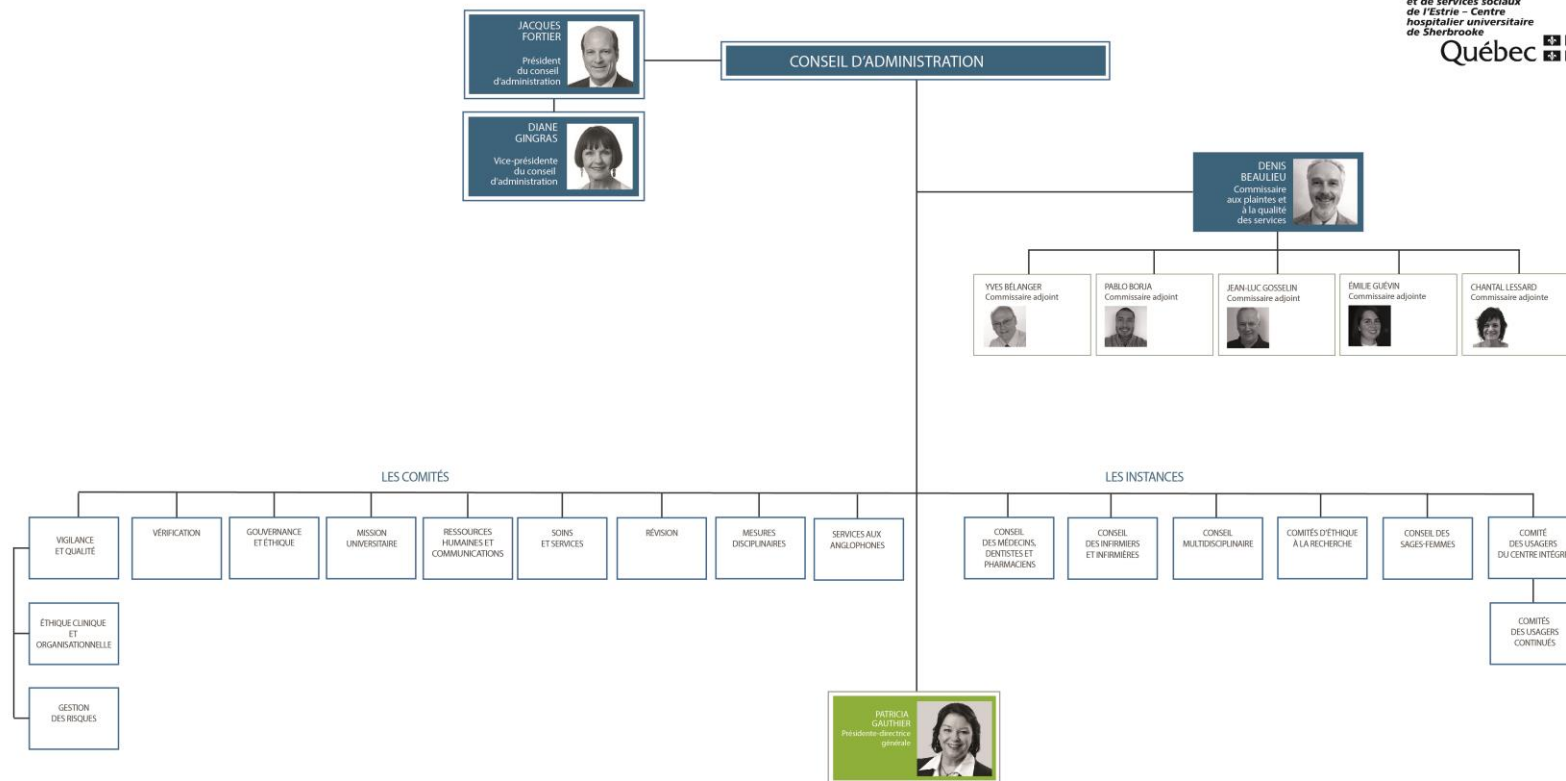 et de services sociaux
de l'Estrie – Centre
hospitalier universitaire
de Sherbrooke
Québec
JACQUES
FORTIER
Président
du conseil
d'administration
CONSEIL D'ADMINISTRATION
DIANE
GINGRAS
Vice-présidente
du conseil
d'administration
DENIS
BEAULIEU
Commissaire
aux plaintes et
à la qualité
des services
YVES BÉLANGER
Commissaire adjoint
PABLO BORJA
Commissaire adjoint
JEAN-LUC GOSSELIN
Commissaire adjoint
ÉMILIE GUÉVIN
Commissaire adjointe
CHANTAL LESSARD
Commissaire adjointe
LES COMITÉS
LES INSTANCES
VIGILANCE
ET QUALITÉ
VÉRIFICATION
GOUVERNANCE
ET ÉTHIQUE
MISSION
UNIVERSITAIRE
RESSOURCES
HUMAINES ET
COMMUNICATIONS
SOINS
ET SERVICES
RÉVISION
MESURES
DISCIPLINAIRES
SERVICES AUX
ANGLOPHONES
CONSEIL
DES MÉDECINS,
DENTISTES ET
PHARMACIENS
CONSEIL
DES INFIRMIERS
ET INFIRMIÈRES
CONSEIL
MULTIDISCIPLINAIRE
COMITÉS D'ÉTHIQUE
À LA RECHERCHE
CONSEIL DES
SAGES-FEMMES
COMITÉ
DES USAGERS
DU CENTRE INTÉGRÉ
ÉTHIQUE CLINIQUE
ET
ORGANISATIONNELLE
COMITÉS
DES USAGERS
CONTINUÉS
GESTION
DES RISQUES
PATRICIA
GAUTHIER
Présidente-directrice
générale